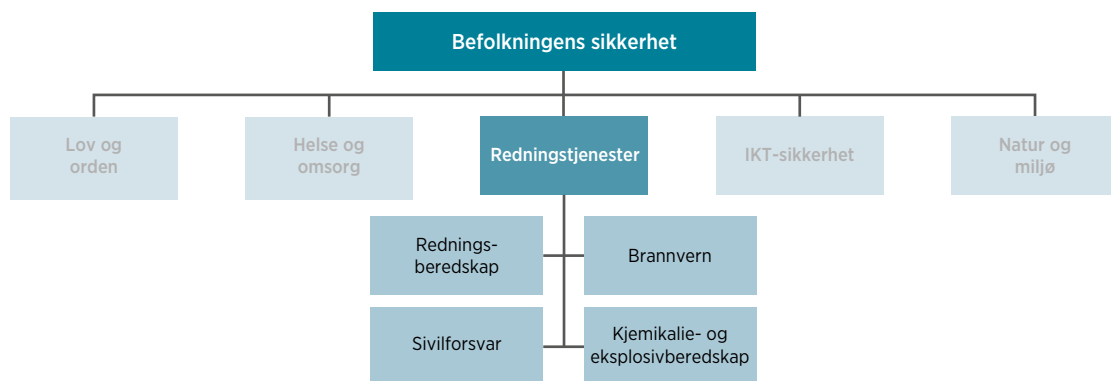 Befolkningens sikkerhet
Lov og
orden
Helse og
omsorg
Redningstjenester
IKT-sikkerhet
Natur og
miljø
Rednings-
beredskap
Brannvern
Sivilforsvar
Kjemikalie- og
eksplosivberedskap